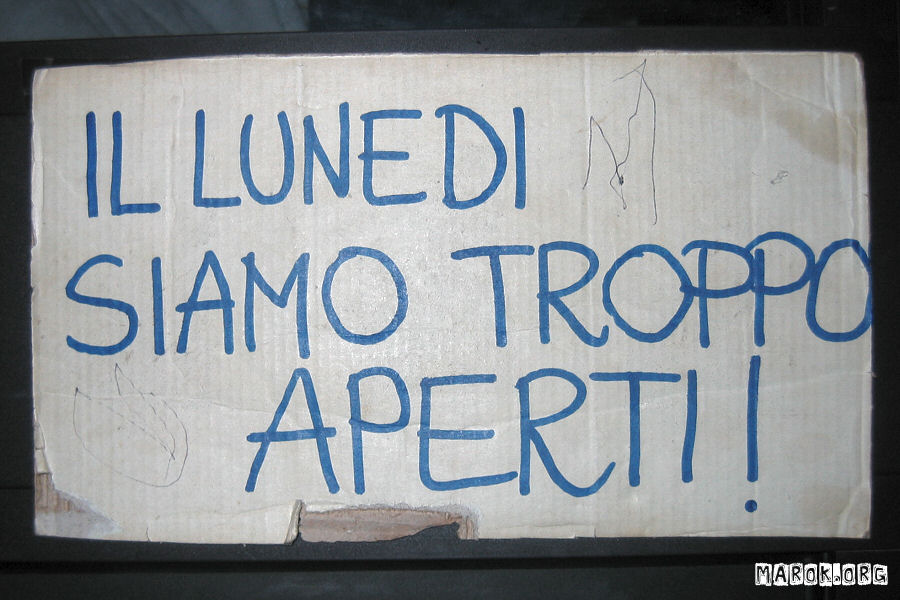 IL LUNEDI
SIAMO TROPPO
APERTI!
MAROK.ORG